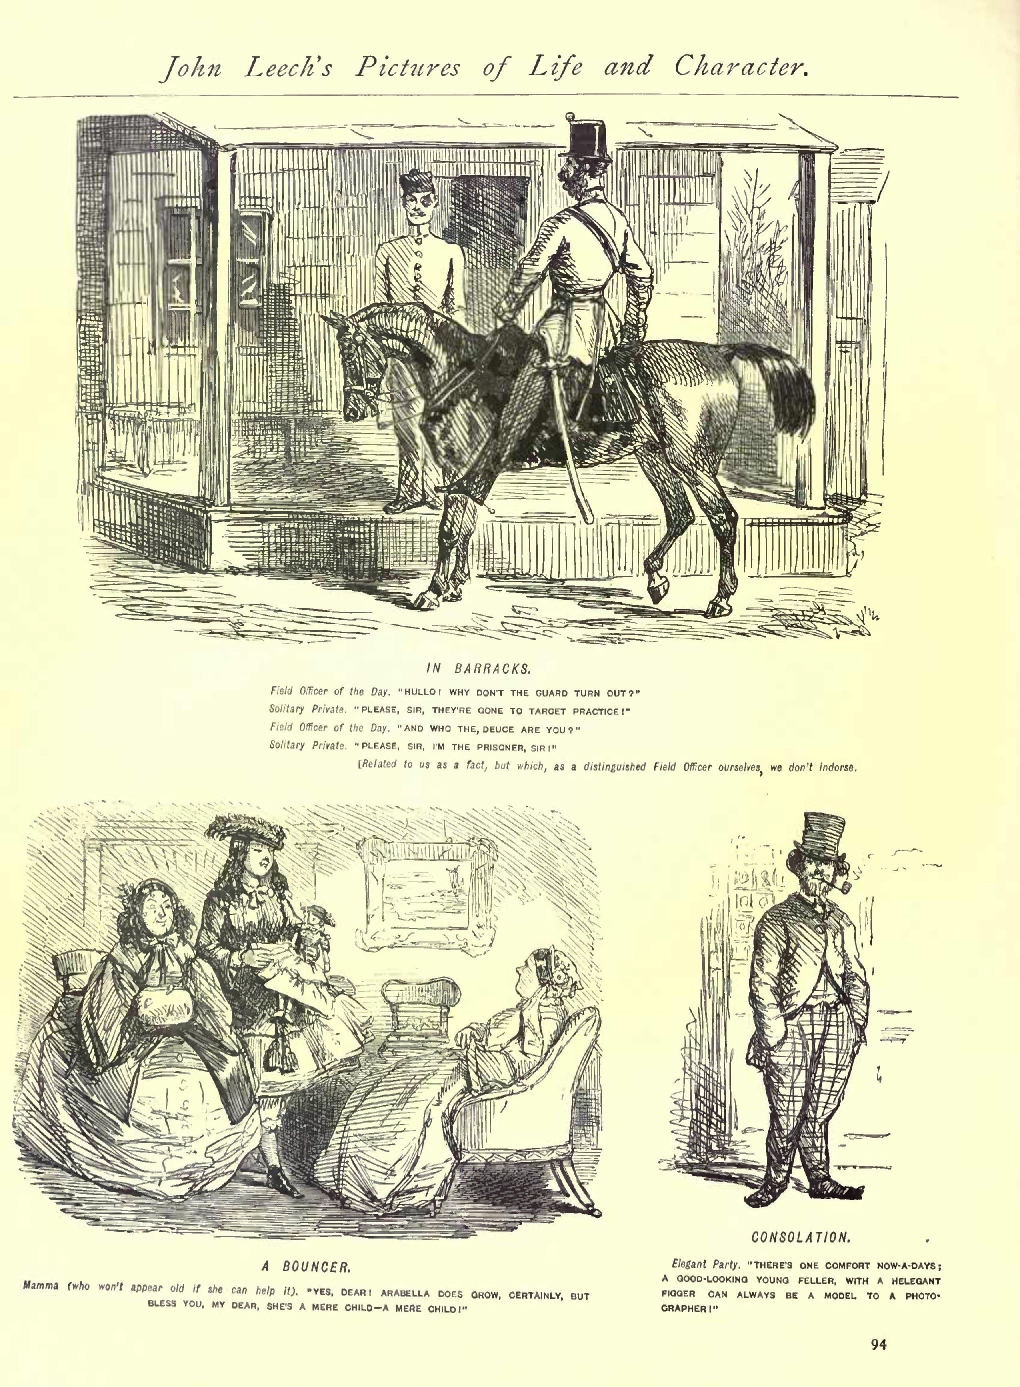 John Leech's Pictures of Life and Character.
IN BARRACKS.
Field Officer of the Day. "HULLO! WHY DON'T THE GUARD TURN OUT?"
Solitary Private. "PLEASE, SIR, THEY'RE GONE TO TARGET PRACTICE!"
Field Officer of the Day. "AND WHO THE, DEUCE ARE YOU?"
Solitary Private. "PLEASE, SIR, I'M THE PRISONER, SIR!"
[Related to us as a fact, but which, as a distinguished Field Officer ourselves, we don't indorse.
A BOUNCER.
Mamma (who won't appear old if she can help it). "YES, DEAR! ARABELLA DOES GROW, CERTAINLY, BUT
BLESS YOU, MY DEAR, SHE'S A MERE CHILD—A MERE CHILD!"
CONSOLATION.
Elegant Party. "THERE'S ONE COMFORT NOW-A-DAYS;
A GOOD-LOOKING YOUNG FELLER, WITH A HELEGANT
FIGGER CAN ALWAYS BE A MODEL TO A PHOTO-
GRAPHER!"
94